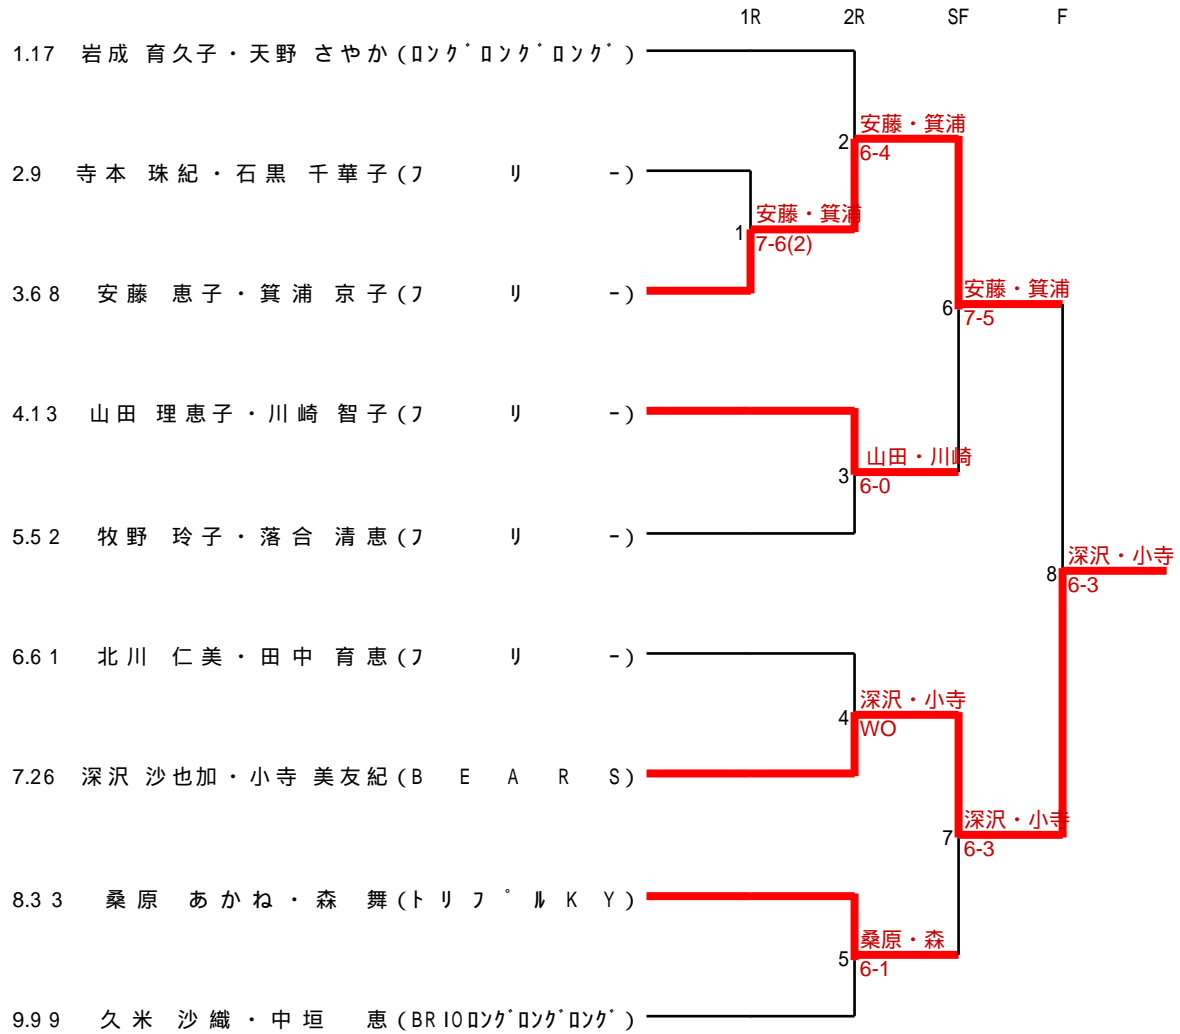 1R 2R SF F
1.17 岩成 育久子・天野 さやか(ﾛﾝｸﾞﾛﾝｸﾞﾛﾝｸﾞ)
安藤・箕浦
2
6-4
2.9 寺本 珠紀・石黒 千華子(ﾌ ﾘ -)
安藤・箕浦
1
7-6(2)
3.68 安藤 恵子・箕浦 京子(ﾌ ﾘ -)
安藤・箕浦
6
7-5
4.13 山田 理恵子・川崎 智子(ﾌ ﾘ -)
山田・川崎
3
6-0
5.52 牧野 玲子・落合 清恵(ﾌ ﾘ -)
深沢・小寺
8
6-3
6.61 北川 仁美・田中 育恵(ﾌ ﾘ -)
深沢・小寺
4
WO
7.26 深沢 沙也加・小寺 美友紀(B E A R S)
深沢・小寺
7
6-3
8.33 桑原 あかね・森 舞(ﾄ ﾘ ﾌ ﾟ ﾙ K Y)
桑原・森
5
6-1
9.99 久米 沙織・中垣 恵(BRIOﾛﾝｸﾞﾛﾝｸﾞﾛﾝｸﾞ)